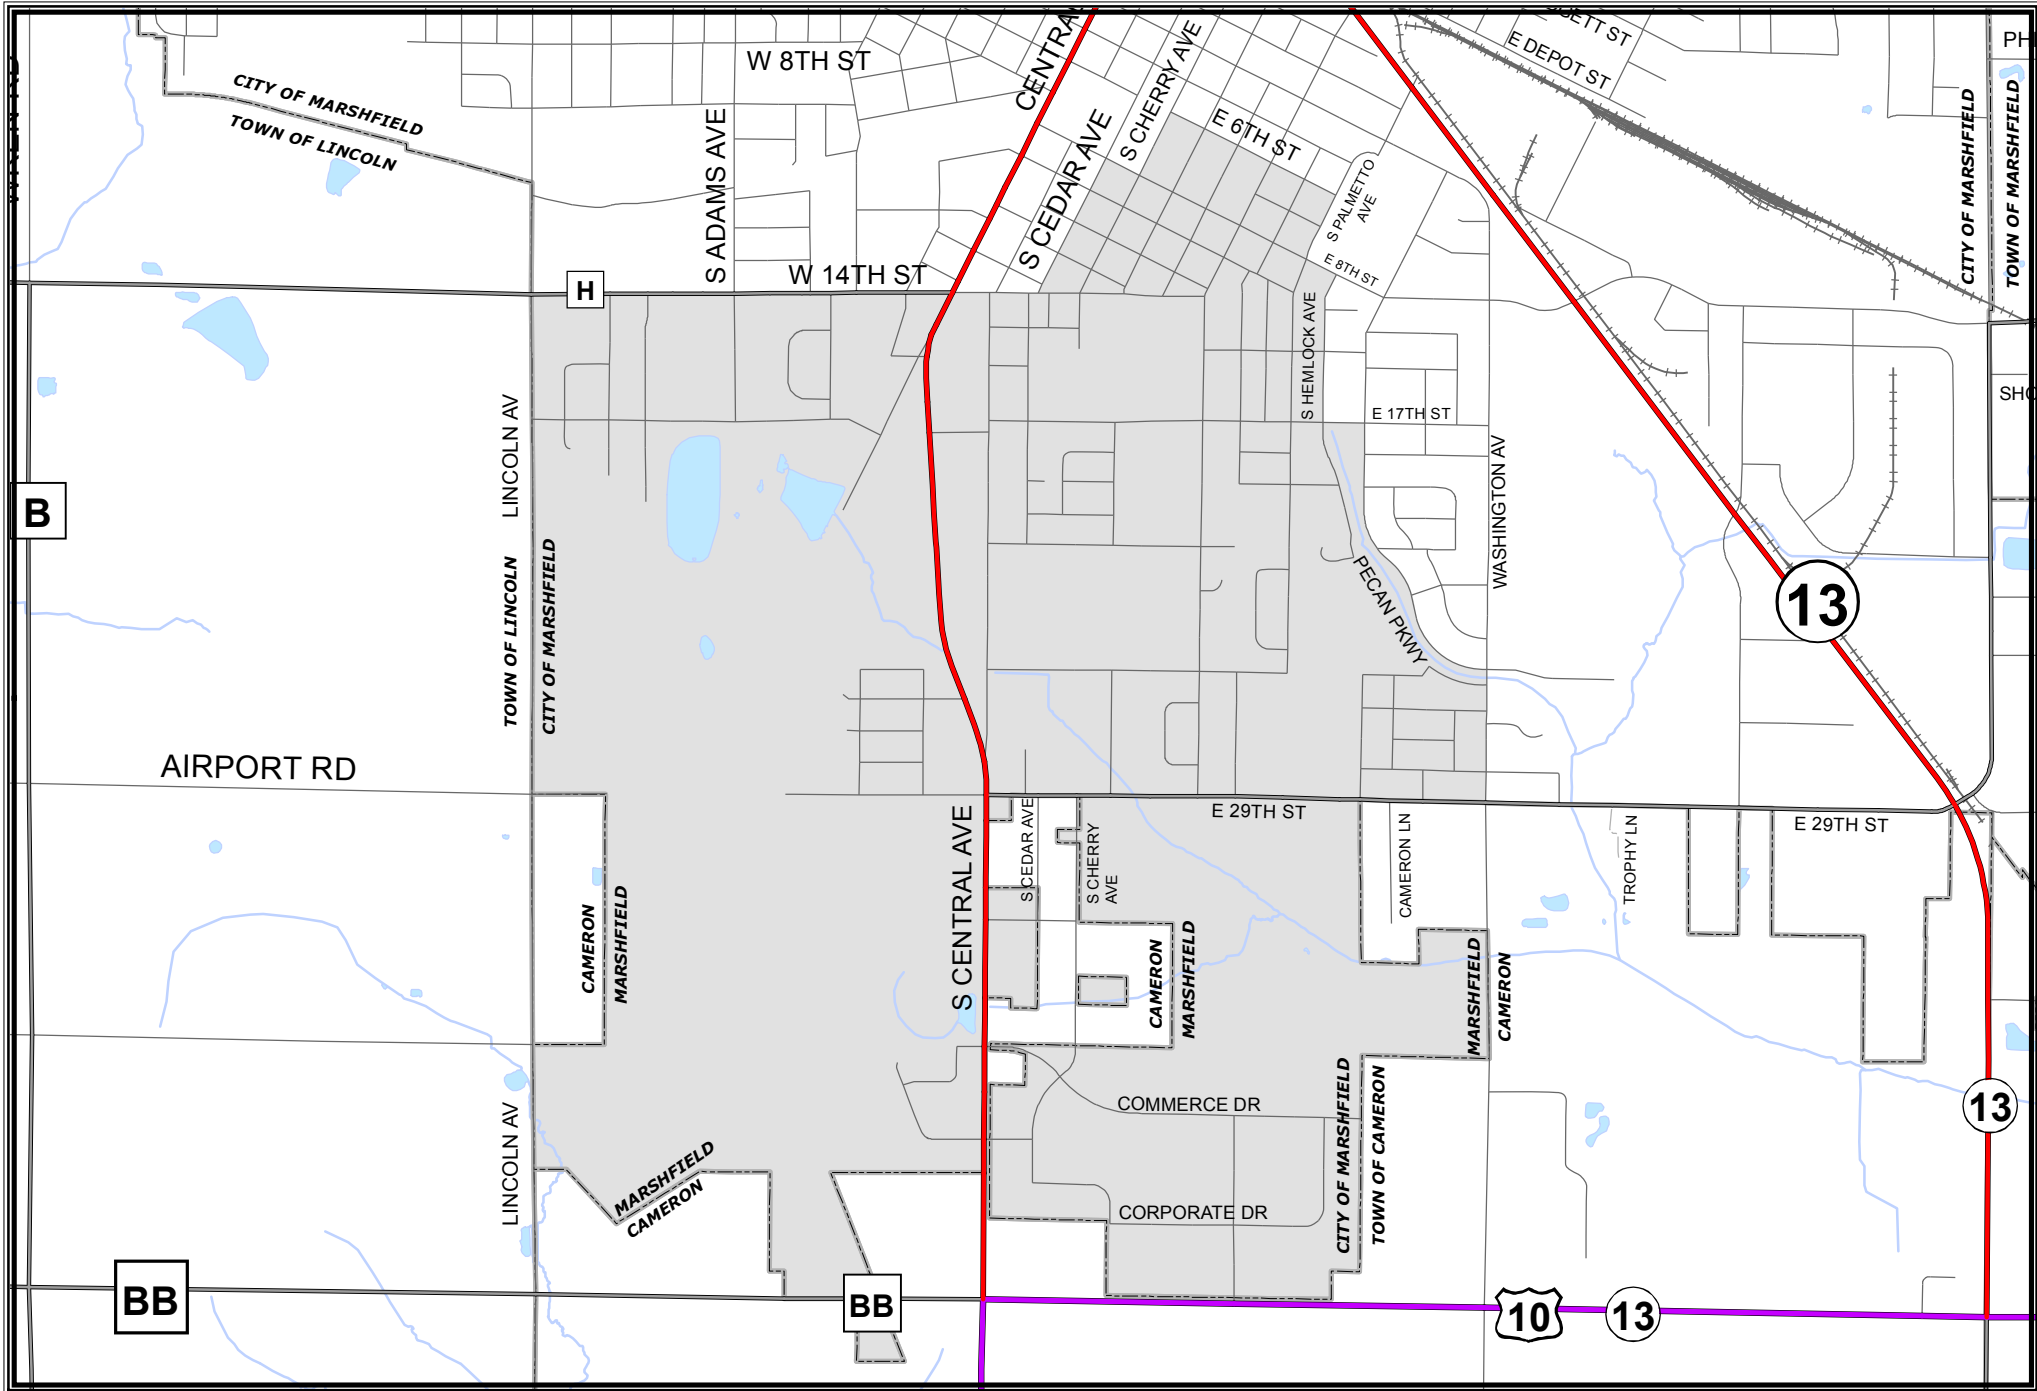 E DEPOT ST
W 8TH ST
S CHERRY AVE
CITY OF MARSHFIELD
TOWN OF LINCOLN
S ADAMS AVE
S CEDAR AVE
E 6TH ST
S PALMETTO
AVE
E 8TH ST
CITY OF MARSHFIELD
TOWN OF MARSHFIELD
W 14TH ST
H
S HEMLOCK AVE
E 17TH ST
LINCOLN AV
B
WASHINGTON AV
TOWN OF LINCOLN
CITY OF MARSHFIELD
PECAN PKWY
13
AIRPORT RD
S CENTRAL AVE
S CEDAR AVE
S CHERRY
AVE
E 29TH ST
CAMERON LN
TROPHY LN
E 29TH ST
CAMERON
MARSHFIELD
CAMERON
MARSHFIELD
MARSHFIELD
CAMERON
LINCOLN AV
COMMERCE DR
CITY OF MARSHFIELD
TOWN OF CAMERON
13
MARSHFIELD
CAMERON
CORPORATE DR
BB
BB
10
13